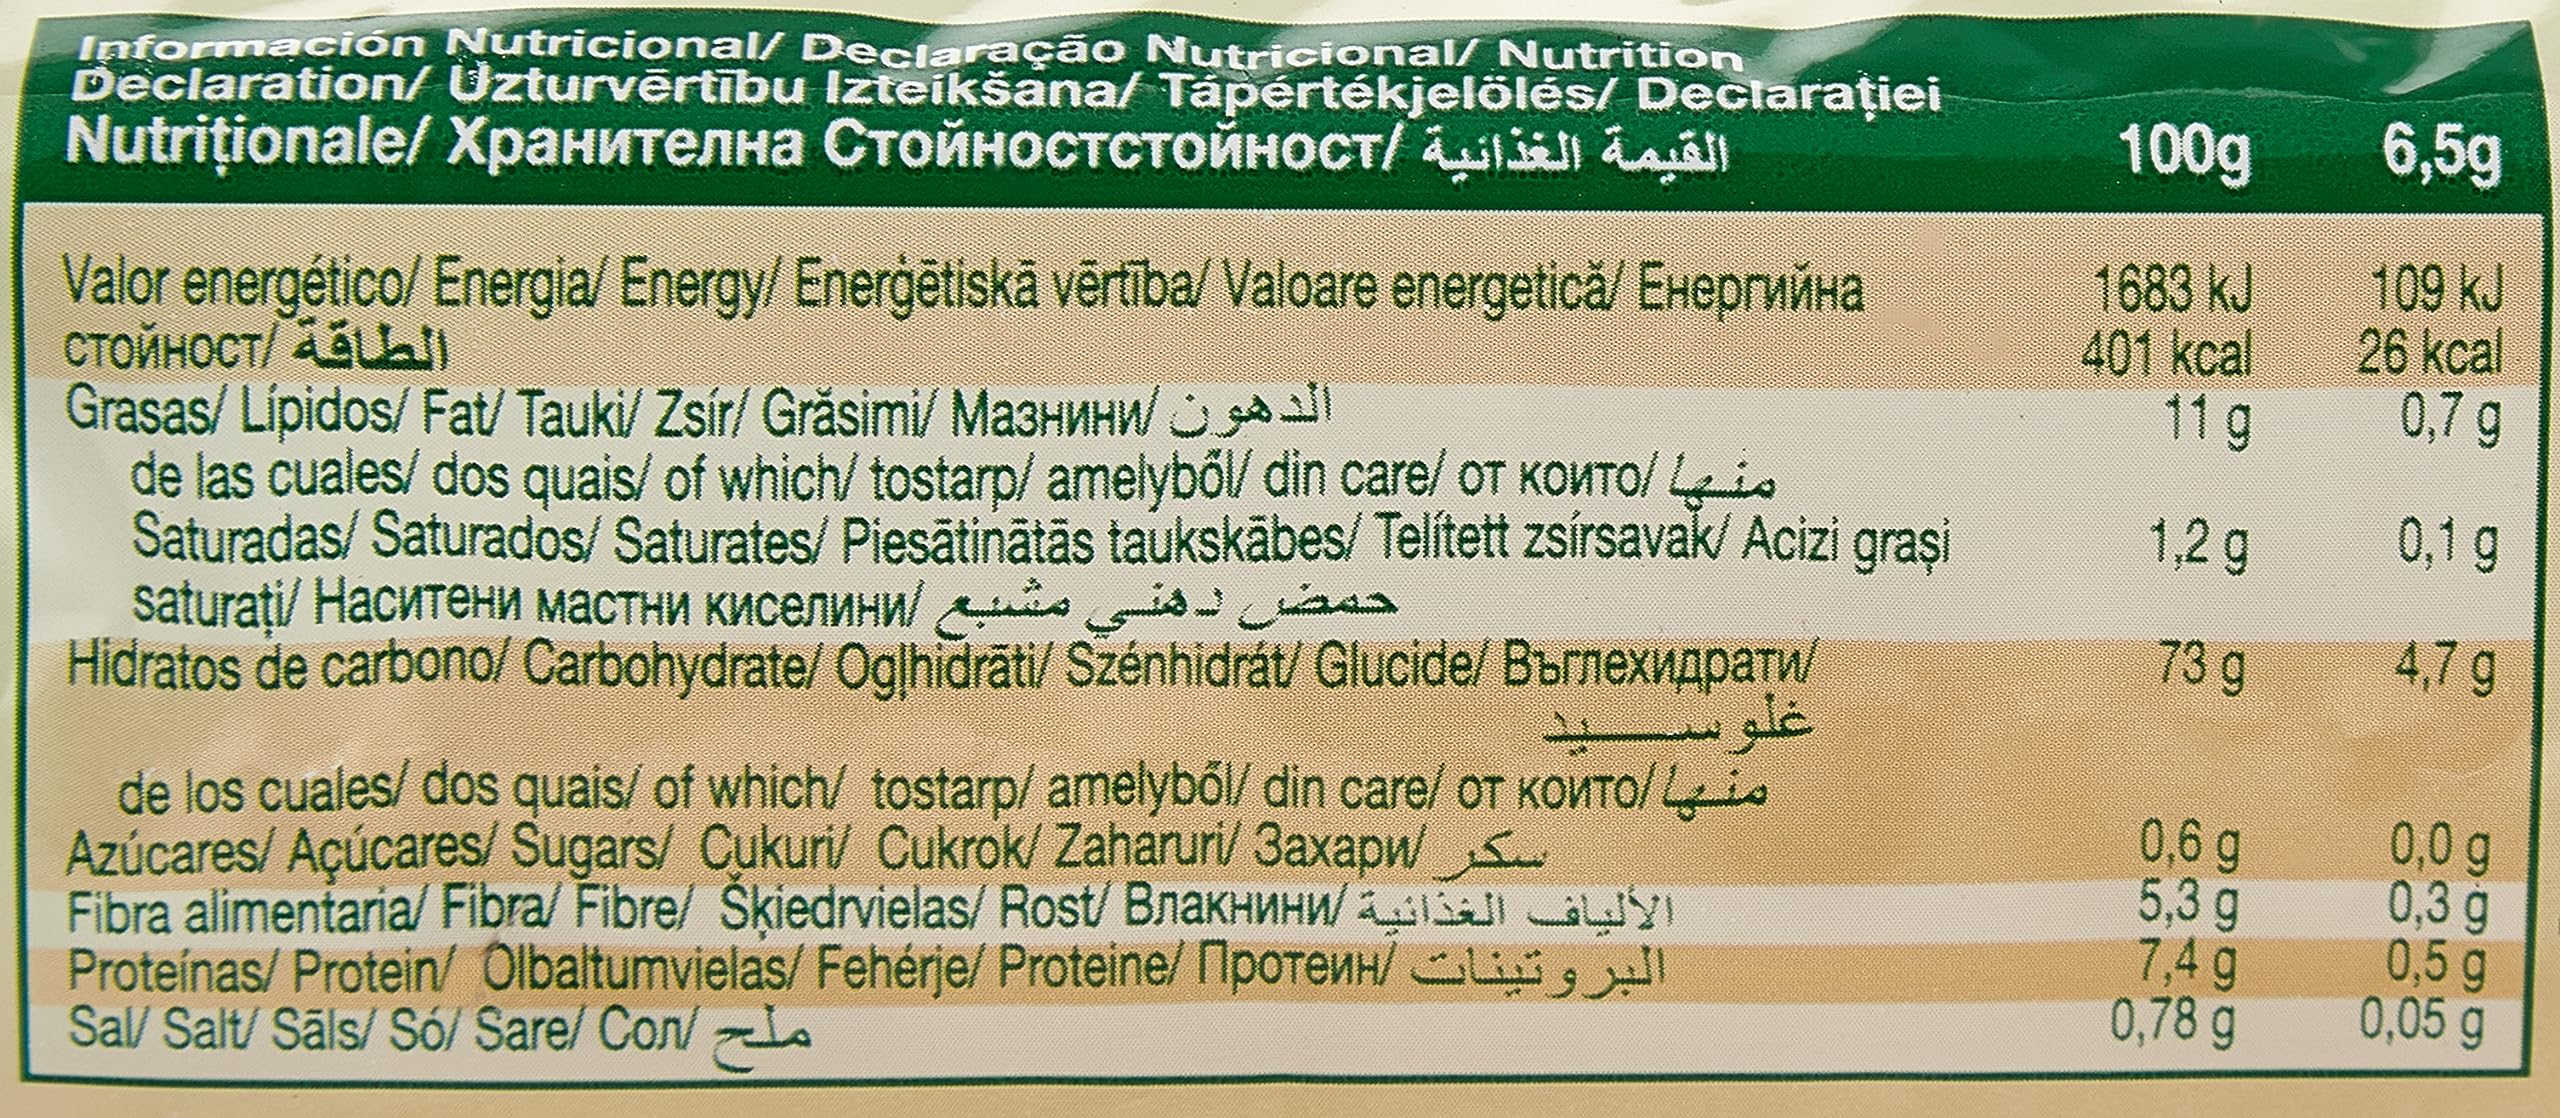 Información Nutricional/ Declaração Nutricional/ Nutrition
Declaration/ Uzturvērtību Izteikšana/ Tápértékjelölés/ Declarației
Nutriționale/ Хранителна Стойностстойност/ القيمة الغذائية 100g 6,5g
Valor energético/ Energia/ Energy/ Enerģētiskā vērtība/ Valoare energetică/ Енергийна 1683 kJ 109 kJ
стойност/ الطاقة 401 kcal 26 kcal
Grasas/ Lípidos/ Fat/ Tauki/ Zsír/ Grăsimi/ Мазнини/ الدهون 11 g 0,7 g
de las cuales/ dos quais/ of which/ tostarp/ amelyből/ din care/ от които/ منها
Saturadas/ Saturados/ Saturates/ Piesātinātās taukskābes/ Telített zsírsavak/ Acizi grași 1,2 g 0,1 g
saturați/ Наситени мастни киселини/ حمض دهني مشبع
Hidratos de carbono/ Carbohydrate/ Ogļhidrāti/ Szénhidrát/ Glucide/ Въглехидрати/ 73 g 4,7 g
غلوسيد
de los cuales/ dos quais/ of which/ tostarp/ amelyből/ din care/ от които/ منها
Azúcares/ Açúcares/ Sugars/ Cukuri/ Cukrok/ Zaharuri/ Захари/ سكر 0,6 g 0,0 g
Fibra alimentaria/ Fibra/ Fibre/ Šķiedrvielas/ Rost/ Влакнини/ الألياف الغذائية 5,3 g 0,3 g
Proteínas/ Protein/ Olbaltumvielas/ Fehérje/ Proteine/ Протеин/ البروتينات 7,4 g 0,5 g
Sal/ Salt/ Sāls/ Só/ Sare/ Сол/ ملح 0,78 g 0,05 g